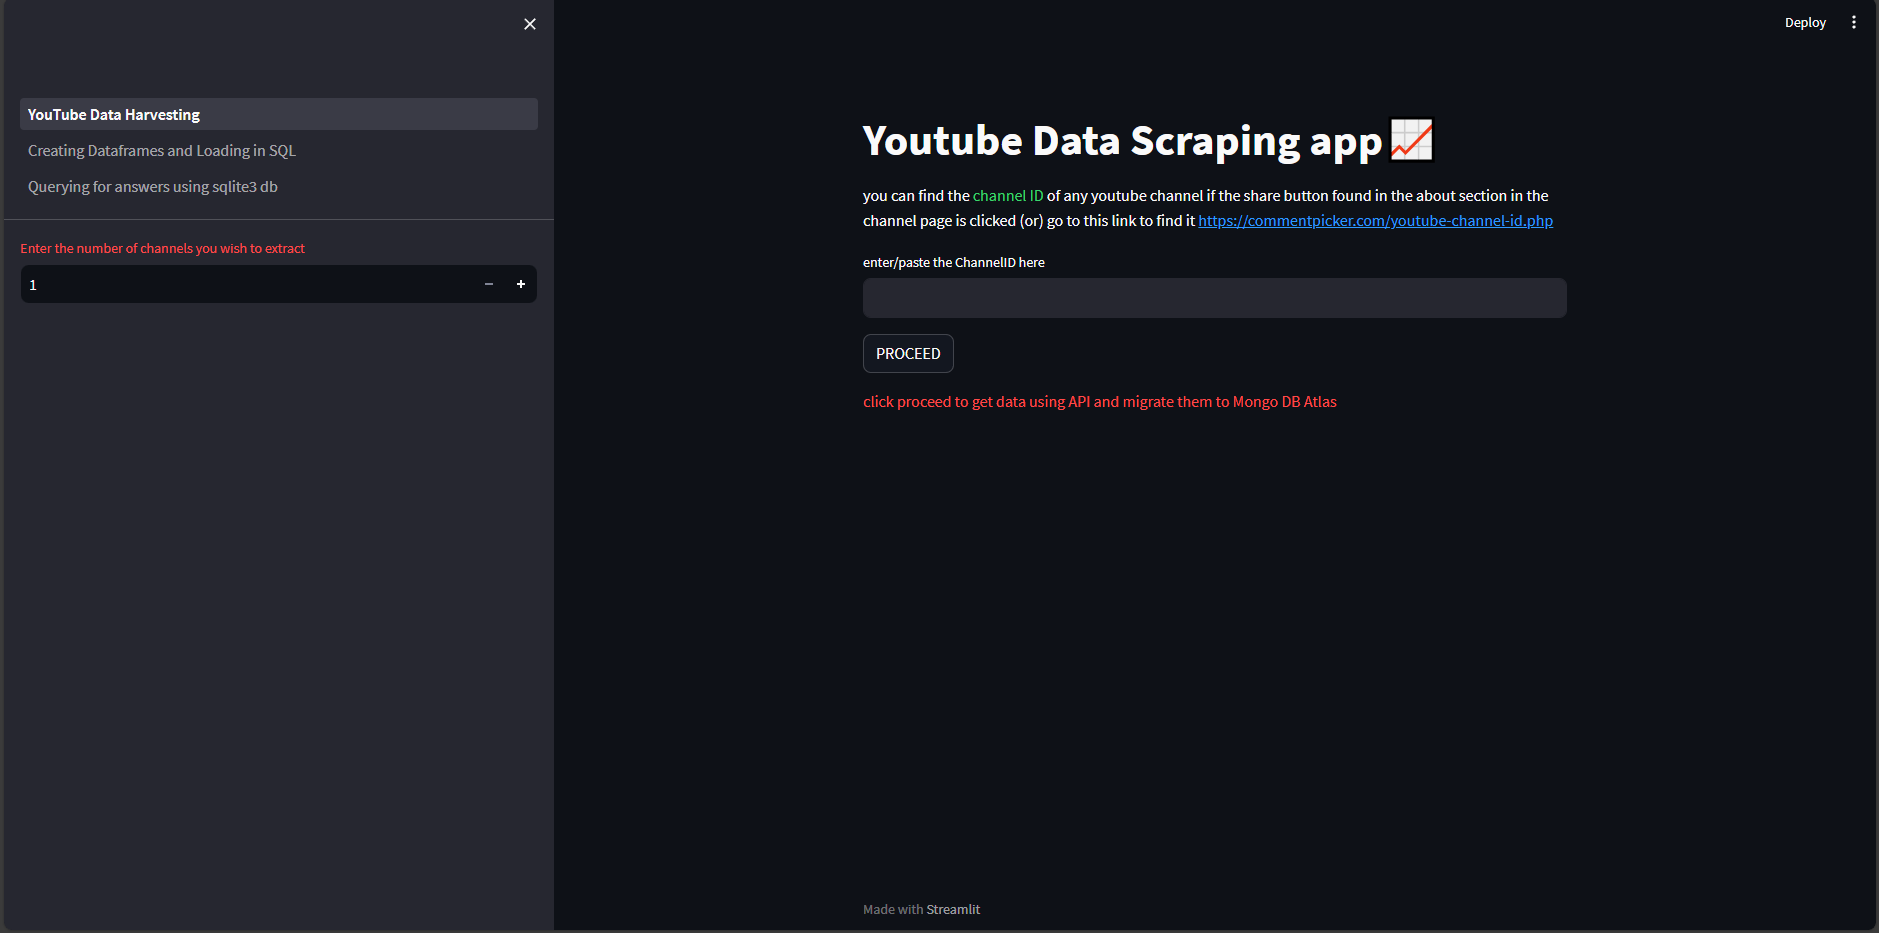 Deploy
YouTube Data Harvesting
Creating Dataframes and Loading in SQL
Querying for answers using sqlite3 db
Enter the number of channels you wish to extract
1
Youtube Data Scraping app
you can find the channel ID of any youtube channel if the share button found in the about section in the
channel page is clicked (or) go to this link to find it https://commentpicker.com/youtube-channel-id.php
enter/paste the ChannelID here
PROCEED
click proceed to get data using API and migrate them to Mongo DB Atlas
Made with Streamlit